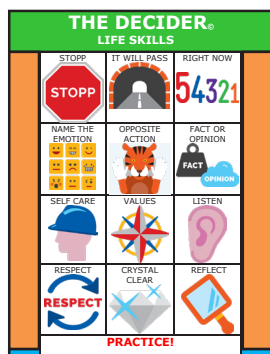 THE DECIDER©
LIFE SKILLS
STOPP
IT WILL PASS
RIGHT NOW
STOPP
54321
NAME THE
EMOTION
OPPOSITE
ACTION
FACT OR
OPINION
FACT
OPINION
SELF CARE
VALUES
LISTEN
RESPECT
CRYSTAL
CLEAR
REFLECT
RESPECT
PRACTICE!